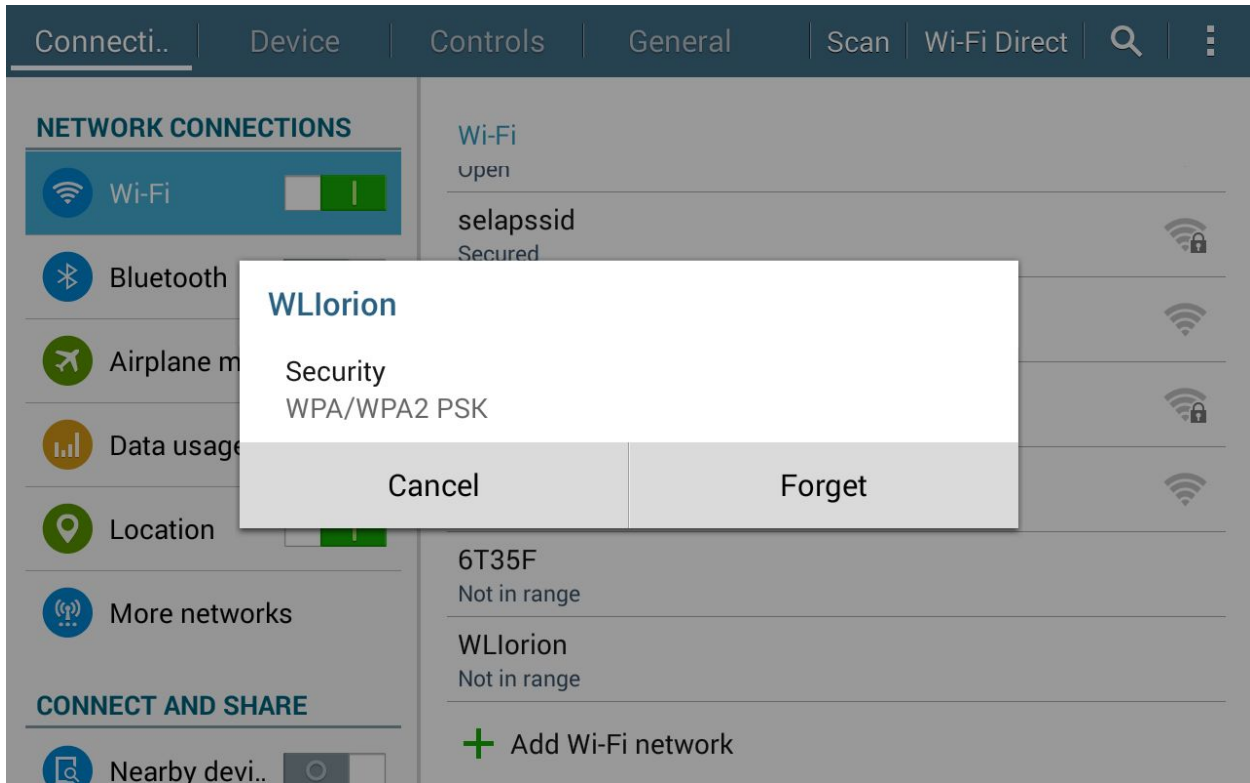 Connecti.. Device Controls General Scan Wi-Fi Direct
NETWORK CONNECTIONS
Wi-Fi
Bluetooth
Airplane m
Data usage
Location
More networks
CONNECT AND SHARE
Nearby devi..
Wi-Fi
Open
selapssid
Secured
WLIorion
Security
WPA/WPA2 PSK
Cancel Forget
6T35F
Not in range
WLIorion
Not in range
Add Wi-Fi network